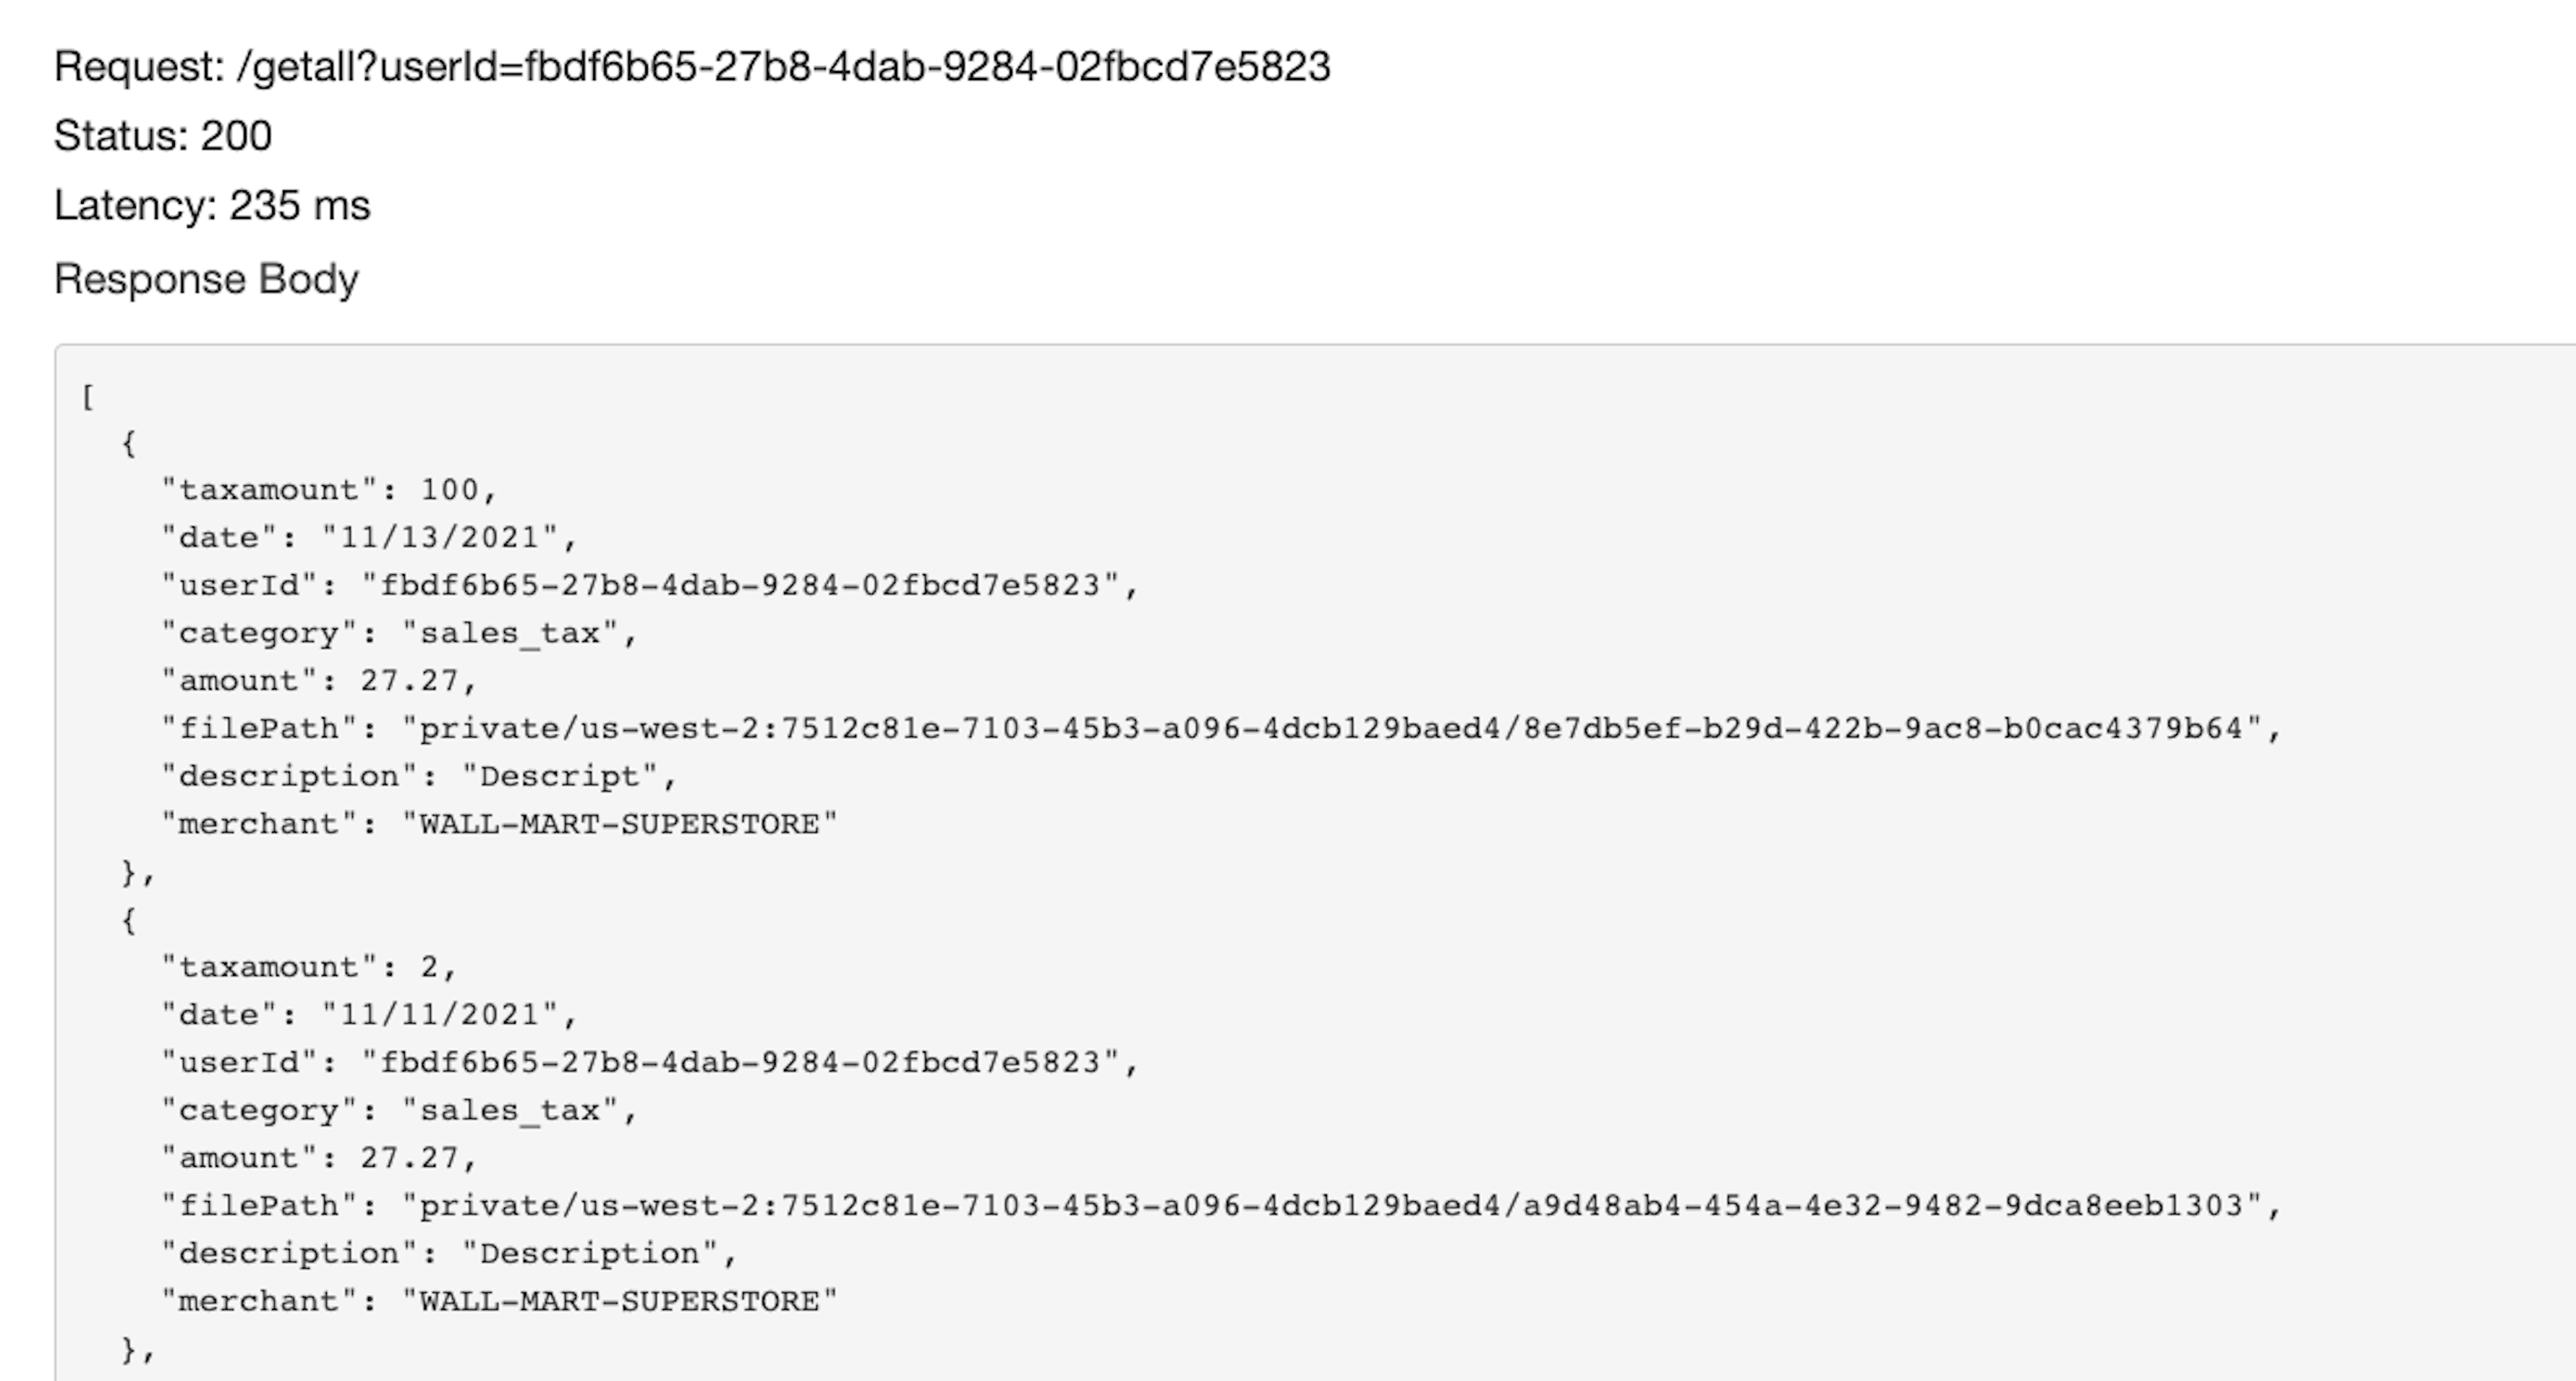 Request: /getall?userId=fbdf6b65-27b8-4dab-9284-02fbcd7e5823
Status: 200
Latency: 235 ms
Response Body
[
  {
    "taxamount": 100,
    "date": "11/13/2021",
    "userId": "fbdf6b65-27b8-4dab-9284-02fbcd7e5823",
    "category": "sales_tax",
    "amount": 27.27,
    "filePath": "private/us-west-2:7512c81e-7103-45b3-a096-4dcb129baed4/8e7db5ef-b29d-422b-9ac8-b0cac4379b64",
    "description": "Descript",
    "merchant": "WALL-MART-SUPERSTORE"
  },
  {
    "taxamount": 2,
    "date": "11/11/2021",
    "userId": "fbdf6b65-27b8-4dab-9284-02fbcd7e5823",
    "category": "sales_tax",
    "amount": 27.27,
    "filePath": "private/us-west-2:7512c81e-7103-45b3-a096-4dcb129baed4/a9d48ab4-454a-4e32-9482-9dca8eeb1303",
    "description": "Description",
    "merchant": "WALL-MART-SUPERSTORE"
  },